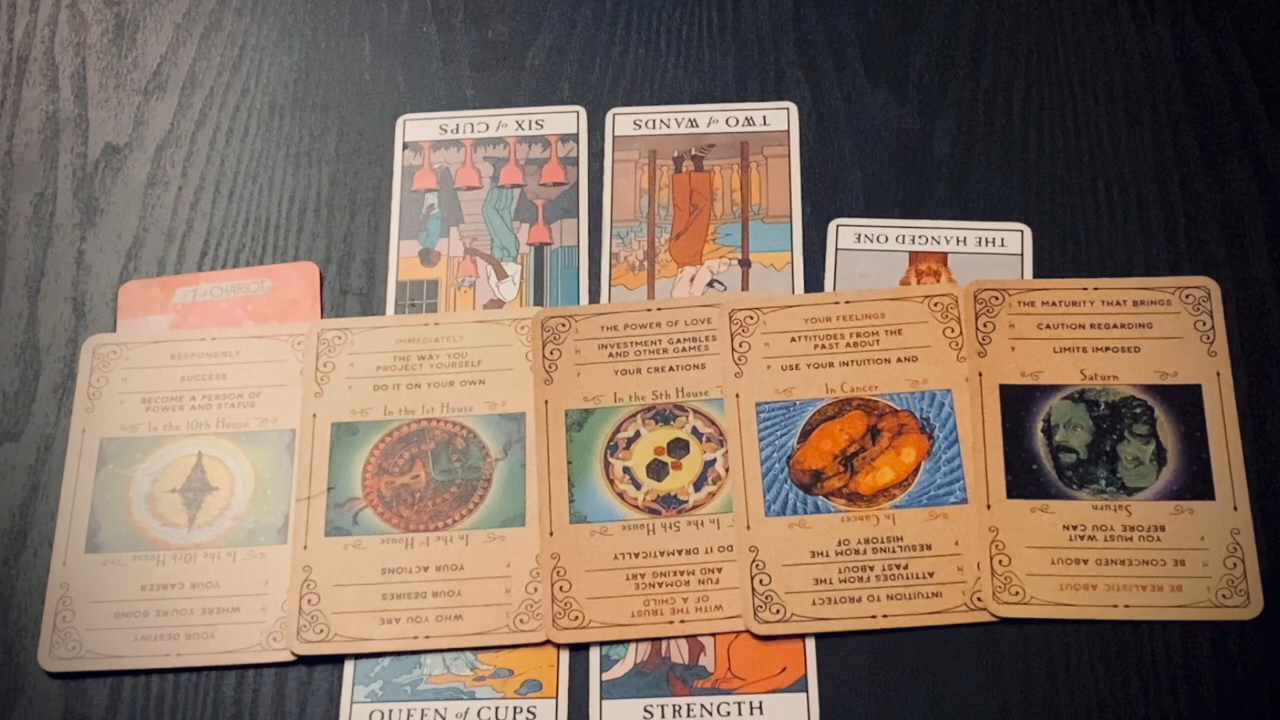 SIX of CUPS
TWO of WANDS
THE HANGED ONE
The CHARIOT
RESPONSIBLY
M SUCCESS
P BECOME A PERSON OF
POWER AND STATUS
In the 10th House
In the 10th House
YOUR CAREER
M WHERE YOU'RE GOING
YOUR DESTINY
S IMMEDIATELY
M THE WAY YOU
PROJECT YOURSELF
P DO IT ON YOUR OWN
In the 1st House
In the 1st House
P YOUR ACTIONS
M YOUR DESIRES
S WHO YOU ARE
S THE POWER OF LOVE
M INVESTMENT GAMBLES
AND OTHER GAMES
P YOUR CREATIONS
In the 5th House
In the 5th House
DO IT DRAMATICALLY
FUN ROMANCE
AND MAKING ART
WITH THE TRUST
OF A CHILD
S YOUR FEELINGS
M ATTITUDES FROM THE
PAST ABOUT
P USE YOUR INTUITION AND
In Cancer
In Cancer
RESULTING FROM THE
HISTORY OF
ATTITUDES FROM THE
PAST ABOUT
INTUITION TO PROTECT
S THE MATURITY THAT BRINGS
M CAUTION REGARDING
P LIMITS IMPOSED
Saturn
Saturn
P YOU MUST WAIT
BEFORE YOU CAN
M BE CONCERNED ABOUT
S BE REALISTIC ABOUT
QUEEN of CUPS
STRENGTH